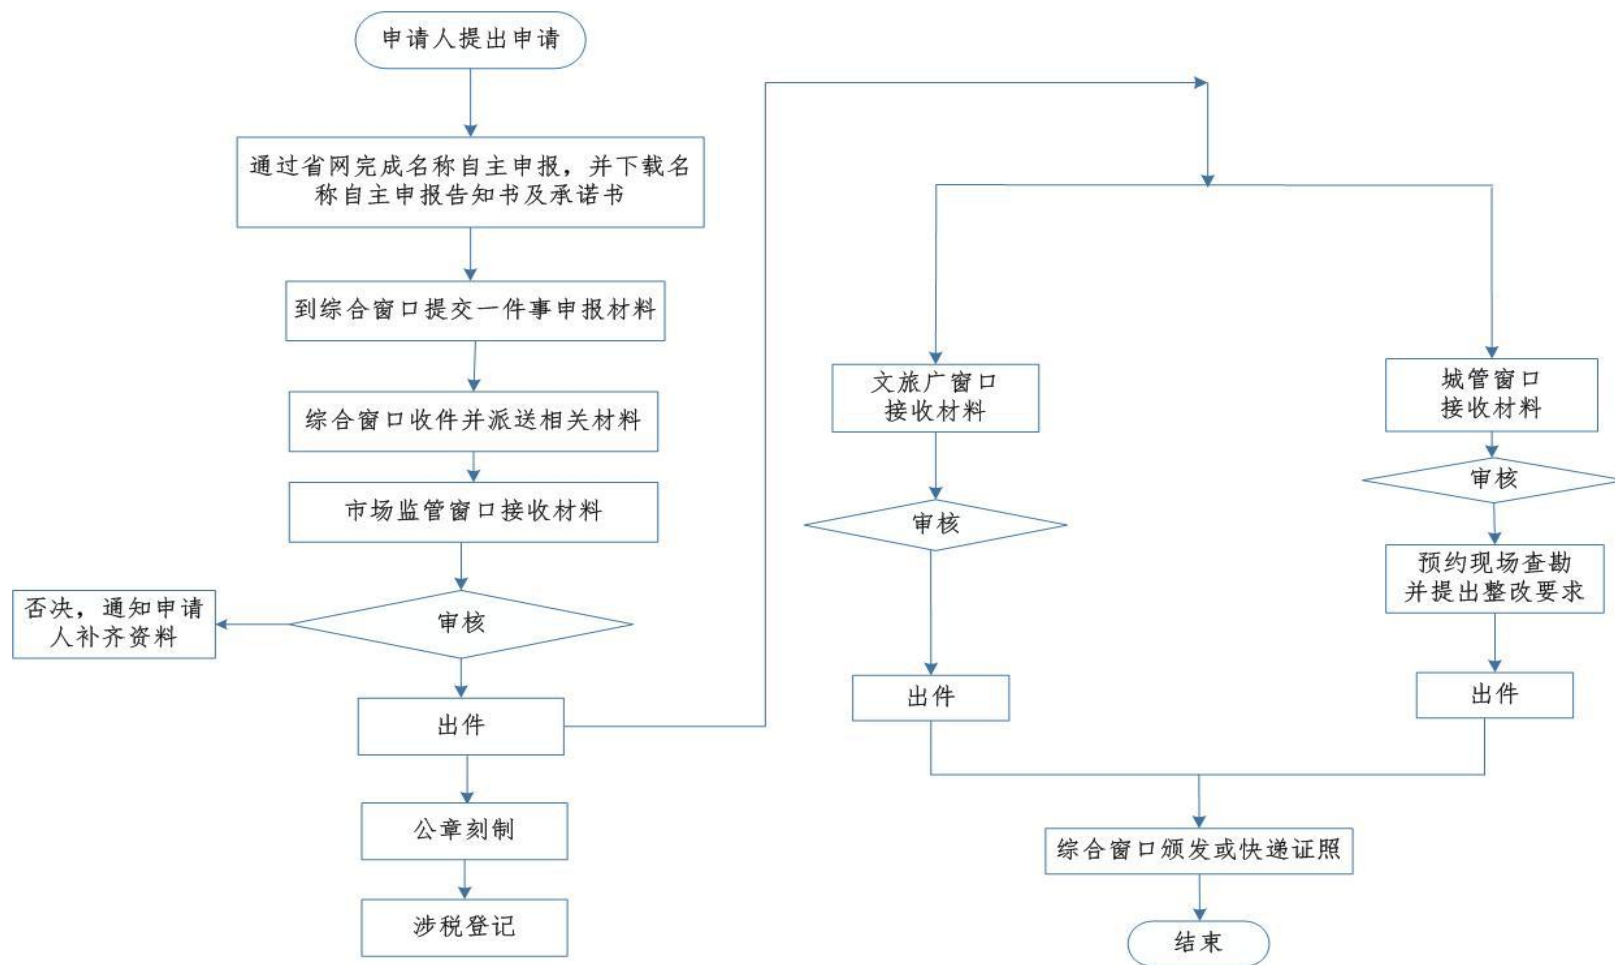 申请人提出申请
通过省网完成名称自主申报，并下载名
称自主申报告知书及承诺书
到综合窗口提交一件事申报材料
综合窗口收件并派送相关材料
市场监管窗口接收材料
审核
否决，通知申请
人补齐资料
出件
公章刻制
涉税登记
文旅广窗口
接收材料
审核
出件
城管窗口
接收材料
审核
预约现场查勘
并提出整改要求
出件
综合窗口颁发或快递证照
结束